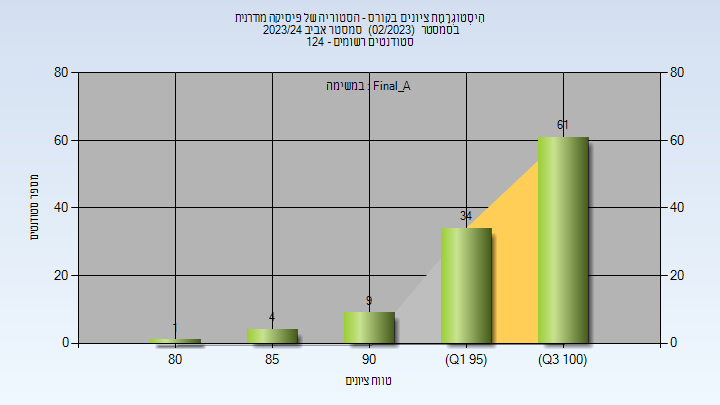 היסטוגרמת ציונים בקורס - הסטוריה של פיסיקה מודרנית
בסמסטר (02/2023) סמסטר אביב 2023/24
סטודנטים רשומים - 124
במשימה : Final_A
מספר סטודנטים
80 80
60 60
40 40
20 20
0 0
1 4 9 34 61
80 85 90 (Q1 95) (Q3 100)
טווח ציונים